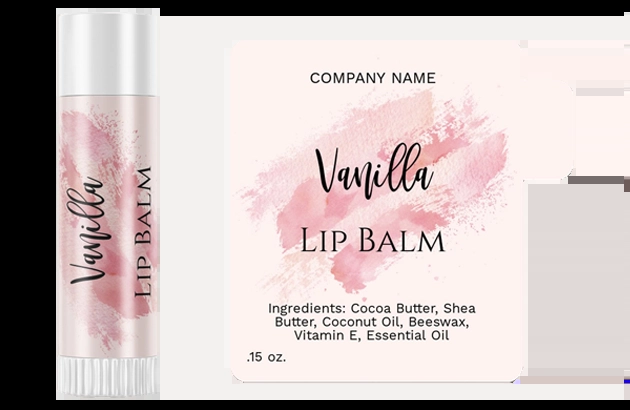 Vanilla
LIP BALM
COMPANY NAME
Vanilla
LIP BALM
Ingredients: Cocoa Butter, Shea
Butter, Coconut Oil, Beeswax,
Vitamin E, Essential Oil
.15 oz.